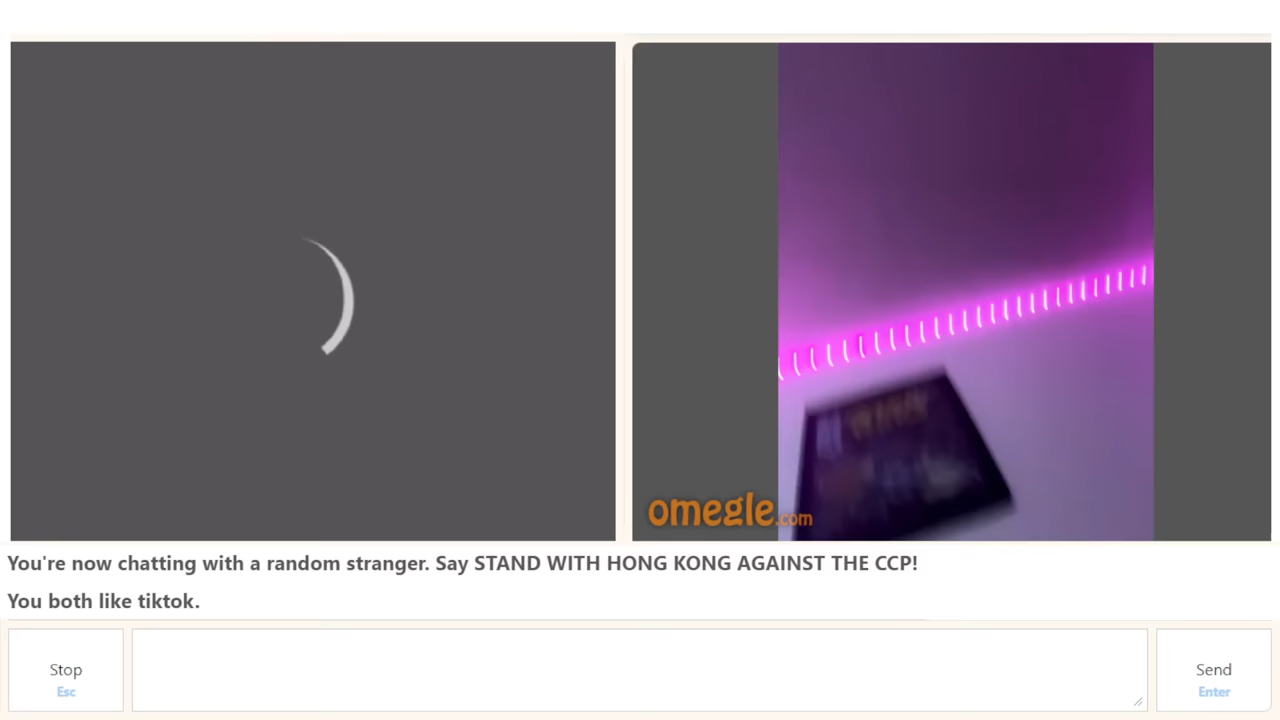 omegle.com
You're now chatting with a random stranger. Say STAND WITH HONG KONG AGAINST THE CCP!
You both like tiktok.
Stop
Esc
Send
Enter